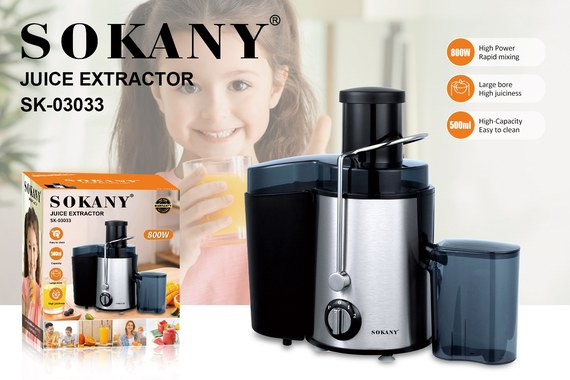 SOKANY®
JUICE EXTRACTOR
SK-03033
800W
High Power
Rapid mixing
Large bore
High juiciness
500ml
High-Capacity
Easy to clean
SOKANY
JUICE EXTRACTOR
SK-03033
800W
SOKANY